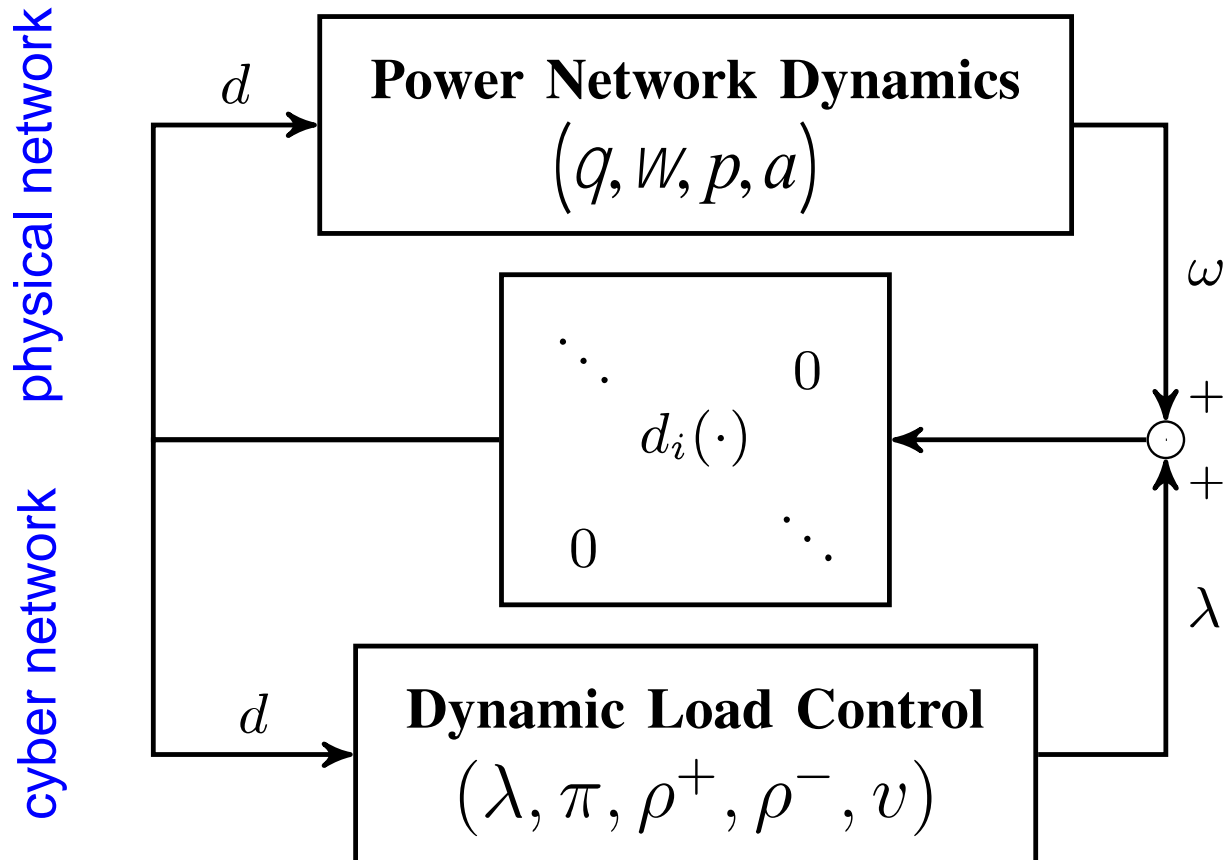 physical network
d
Power Network Dynamics
(q, w, p, a)
ω
⋱ 0
d_i(·)
0 ⋱
+
+
λ
cyber network
d
Dynamic Load Control
(λ, π, ρ⁺, ρ⁻, v)